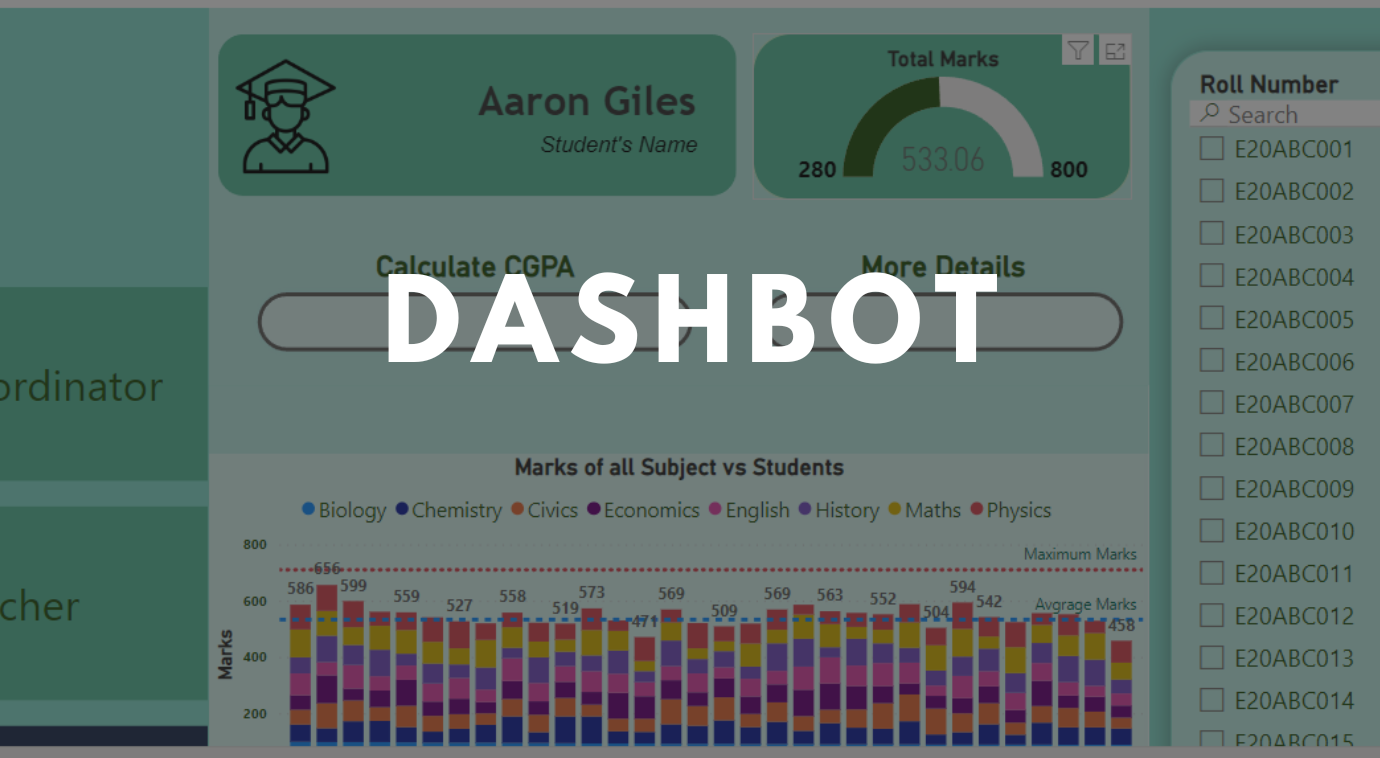 Aaron Giles
Student's Name
Total Marks
533.06
280
800
Calculate CGPA
More Details
DASHBOT
ordinator
cher
Roll Number
Search
E20ABC001
E20ABC002
E20ABC003
E20ABC004
E20ABC005
E20ABC006
E20ABC007
E20ABC008
E20ABC009
E20ABC010
E20ABC011
E20ABC012
E20ABC013
E20ABC014
E20ABC015
Marks of all Subject vs Students
Biology Chemistry Civics Economics English History Maths Physics
Marks
800
600
400
200
Maximum Marks
Average Marks
586 656 599 559 527 558 519 573 471 569 509 569 563 552 594 504 542 458